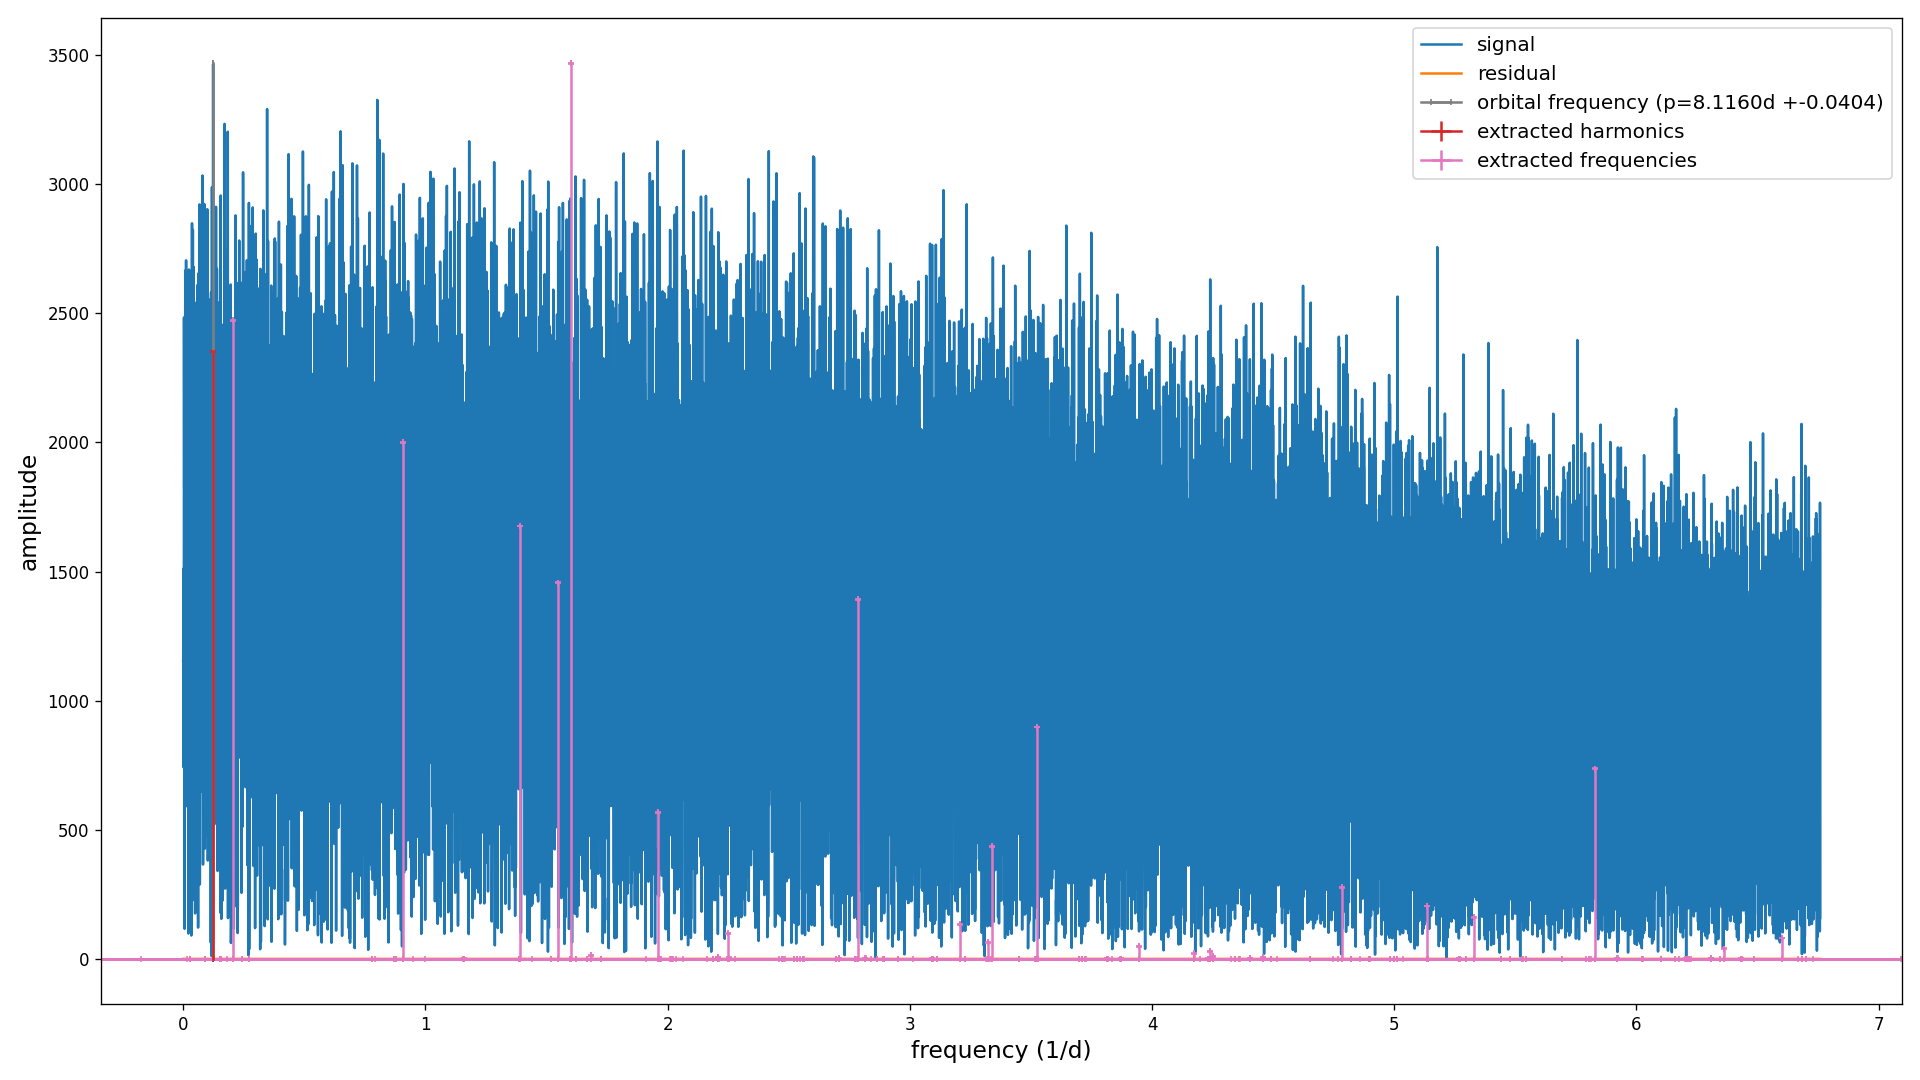 3500
3000
2500
2000
1500
1000
500
0
amplitude
signal
residual
orbital frequency (p=8.1160d +-0.0404)
extracted harmonics
extracted frequencies
0 1 2 3 4 5 6 7
frequency (1/d)